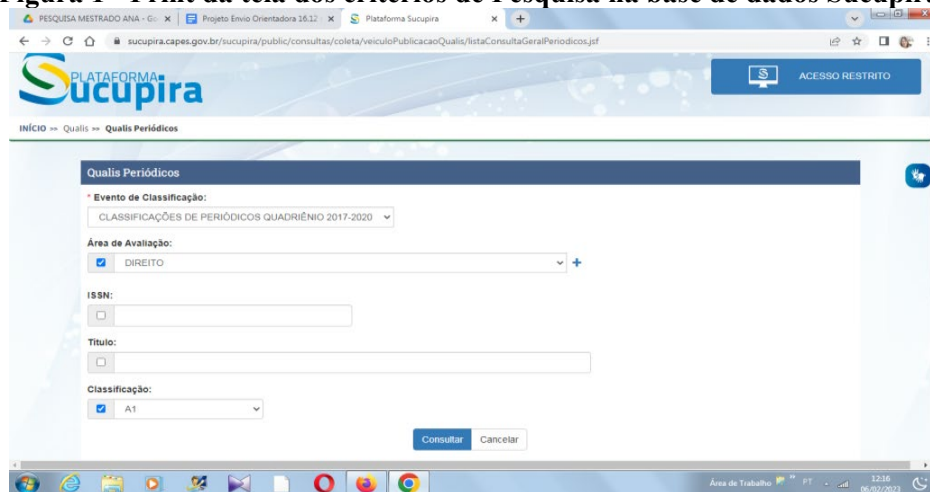 Figura 1 - Print da tela dos critérios de Pesquisa na base de dados Sucupira
PESQUISA MESTRADO ANA - Go
Projeto Envio Orientadora 16.12
Plataforma Sucupira
sucupira.capes.gov.br/sucupira/public/consultas/coleta/veiculoPublicacaoQualis/listaConsultaGeralPeriodicos.jsf
PLATAFORMA
Sucupira
ACESSO RESTRITO
INÍCIO >> Qualis >> Qualis Periódicos
Qualis Periódicos
* Evento de Classificação:
CLASSIFICAÇÕES DE PERIÓDICOS QUADRIÊNIO 2017-2020
Área de Avaliação:
DIREITO
ISSN:
Título:
Classificação:
A1
Consultar Cancelar
Área de Trabalho
PT
12:16
06/02/2023